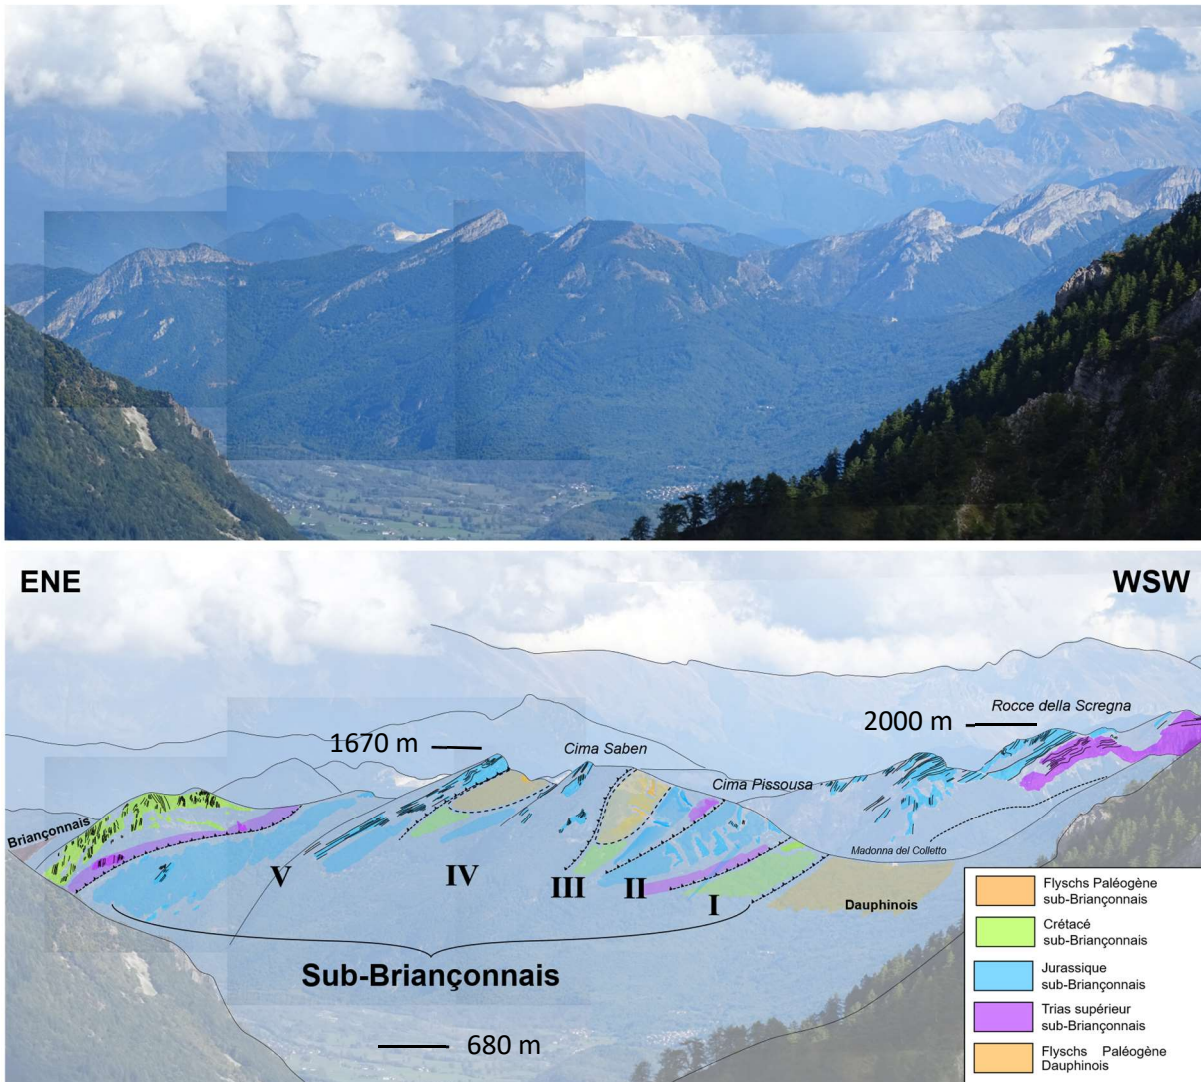 ENE
WSW
Rocce della Scregna
2000 m
1670 m
Cima Saben
Cima Pissousa
Briançonnais
Madonna del Colletto
V
IV
III
II
I
Dauphinois
Sub-Briançonnais
680 m
Flyschs Paléogène
sub-Briançonnais
Crétacé
sub-Briançonnais
Jurassique
sub-Briançonnais
Trias supérieur
sub-Briançonnais
Flyschs Paléogène
Dauphinois